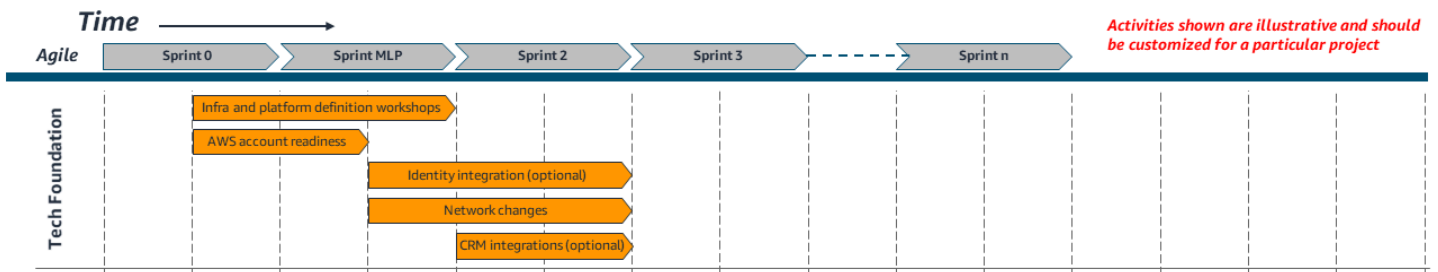 Time
Activities shown are illustrative and should
be customized for a particular project
Agile
Sprint 0
Sprint MLP
Sprint 2
Sprint 3
Sprint n
Tech Foundation
Infra and platform definition workshops
AWS account readiness
Identity integration (optional)
Network changes
CRM integrations (optional)